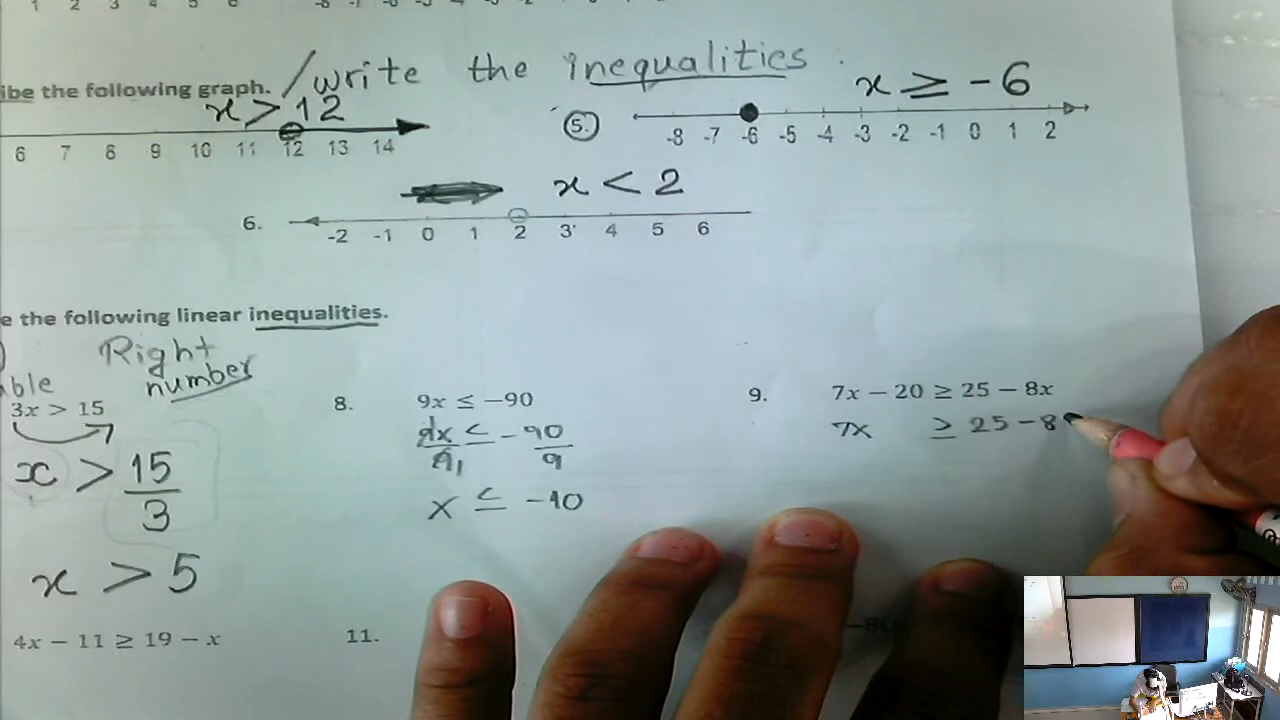 ibe the following graph. / write the inequalities.
x > 12
6 7 8 9 10 11 12 13 14
5. x ≥ -6
-8 -7 -6 -5 -4 -3 -2 -1 0 1 2
x < 2
6.
-2 -1 0 1 2 3 4 5 6
e the following linear inequalities.
able Right
number
3x > 15
x > 15/3
x > 5
8. 9x ≤ −90
9x/9 ≤ -90/9
x ≤ -10
9. 7x − 20 ≥ 25 − 8x
7x ≥ 25 - 8
4x − 11 ≥ 19 − x
11.